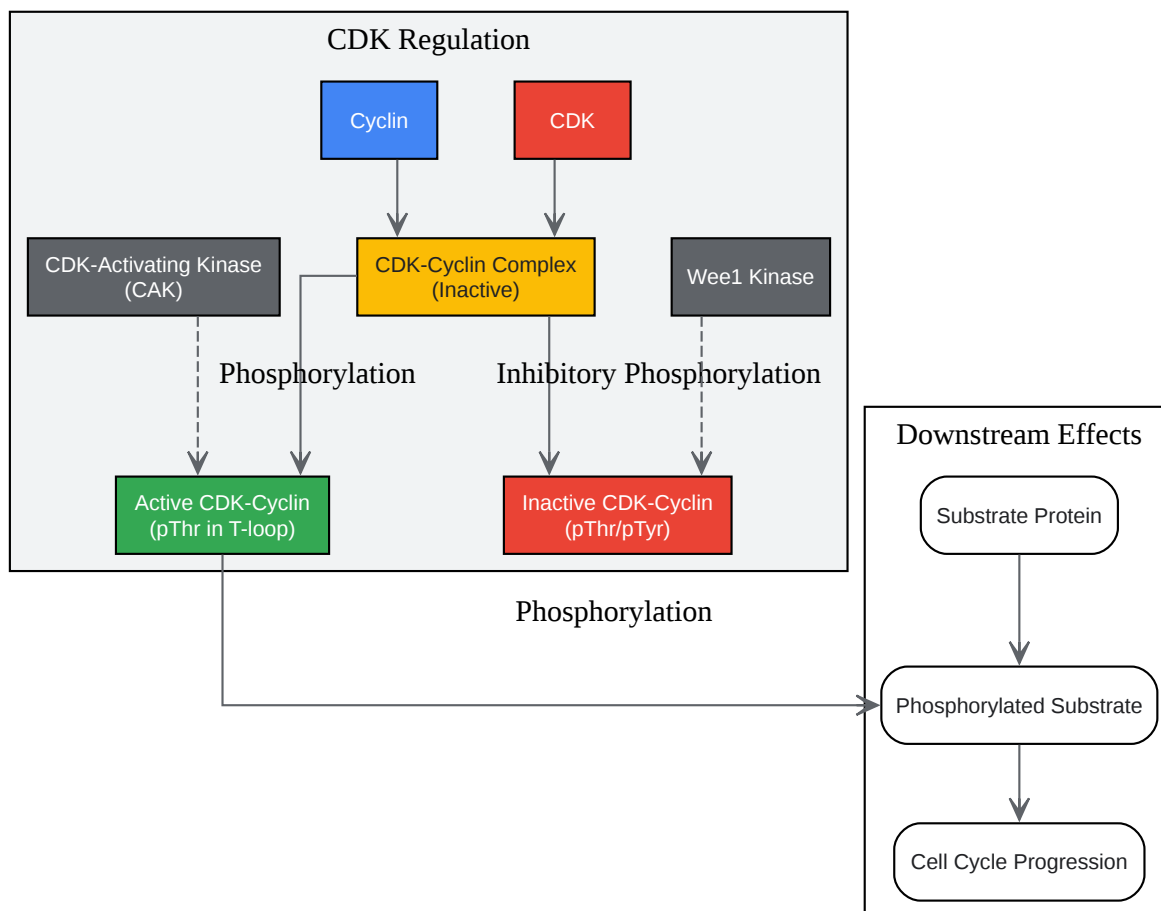 CDK Regulation
Cyclin
CDK
CDK-Activating Kinase
(CAK)
CDK-Cyclin Complex
(Inactive)
Wee1 Kinase
Phosphorylation
Inhibitory Phosphorylation
Active CDK-Cyclin
(pThr in T-loop)
Inactive CDK-Cyclin
(pThr/pTyr)
Phosphorylation
Downstream Effects
Substrate Protein
Phosphorylated Substrate
Cell Cycle Progression